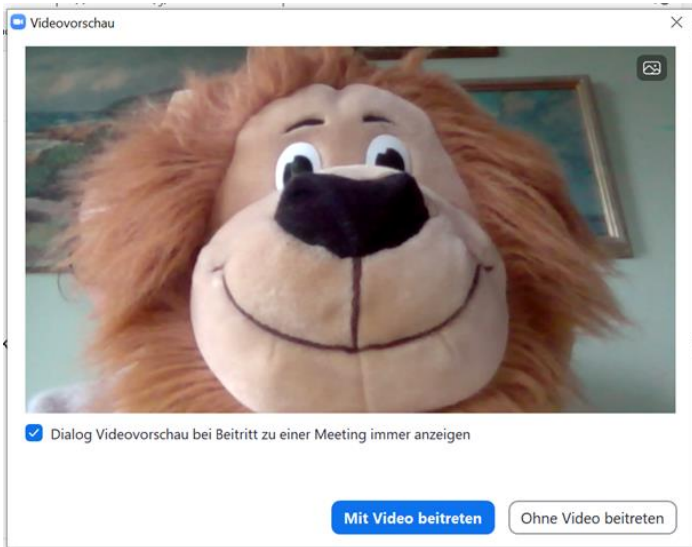 Videovorschau
Dialog Videovorschau bei Beitritt zu einer Meeting immer anzeigen
Mit Video beitreten
Ohne Video beitreten